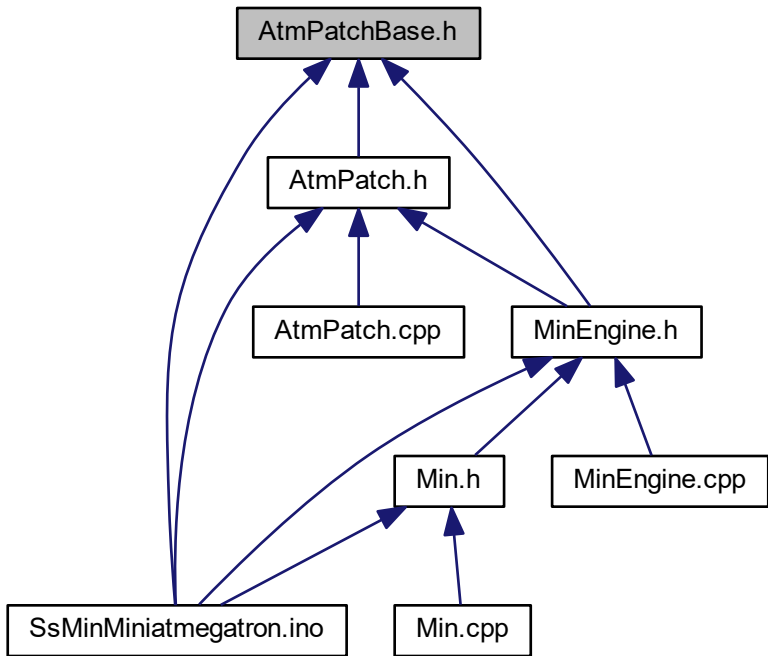 AtmPatchBase.h
AtmPatch.h
AtmPatch.cpp
MinEngine.h
Min.h
MinEngine.cpp
SsMinMiniatmegatron.ino
Min.cpp